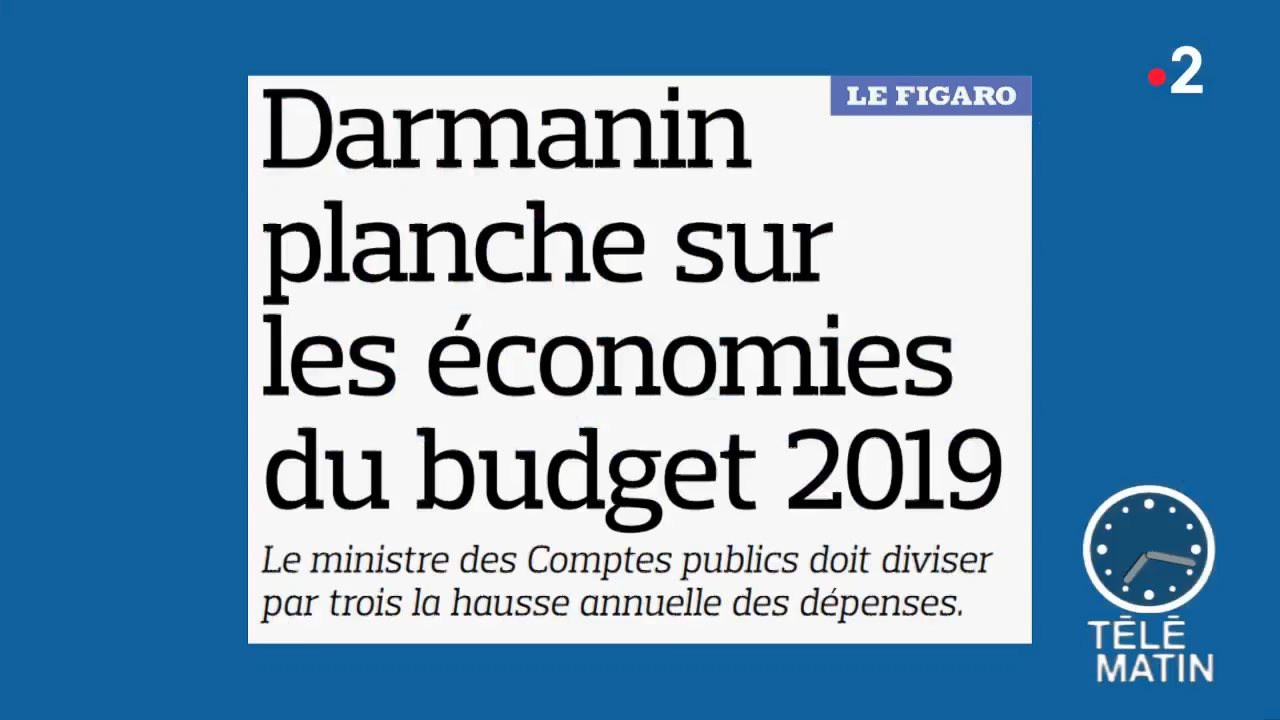 2
LE FIGARO
Darmanin
planche sur
les économies
du budget 2019
Le ministre des Comptes publics doit diviser
par trois la hausse annuelle des dépenses.
TÉLÉ
MATIN